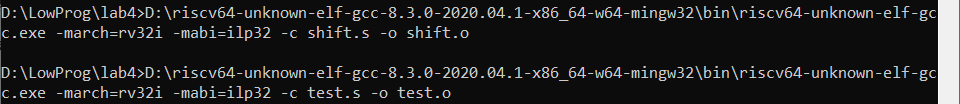 D:\LowProg\lab4>D:\riscv64-unknown-elf-gcc-8.3.0-2020.04.1-x86_64-w64-mingw32\bin\riscv64-unknown-elf-gc
c.exe -march=rv32i -mabi=ilp32 -c shift.s -o shift.o
D:\LowProg\lab4>D:\riscv64-unknown-elf-gcc-8.3.0-2020.04.1-x86_64-w64-mingw32\bin\riscv64-unknown-elf-gc
c.exe -march=rv32i -mabi=ilp32 -c test.s -o test.o